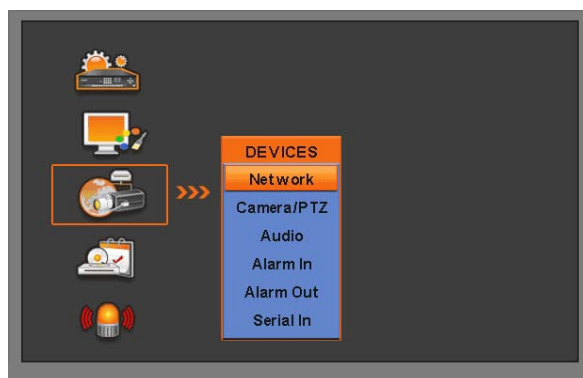 DEVICES
Network
Camera/PTZ
Audio
Alarm In
Alarm Out
Serial In